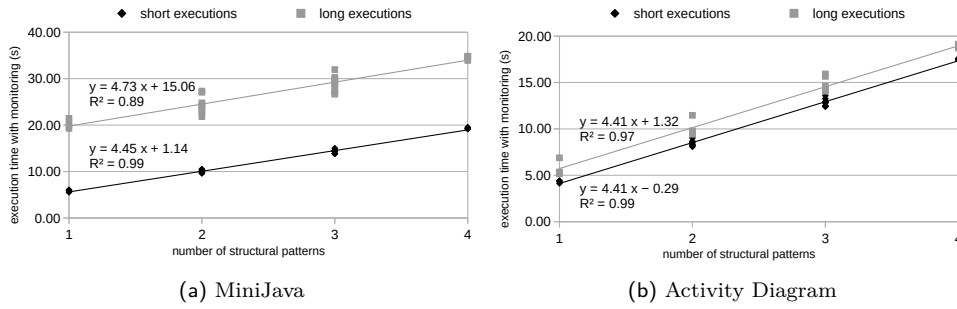 short executions
long executions
execution time with monitoring (s)
40.00
30.00
20.00
10.00
0.00
y = 4.73 x + 15.06
R² = 0.89
y = 4.45 x + 1.14
R² = 0.99
1
2
3
4
number of structural patterns
(a) MiniJava
short executions
long executions
execution time with monitoring (s)
20.00
15.00
10.00
5.00
0.00
y = 4.41 x + 1.32
R² = 0.97
y = 4.41 x − 0.29
R² = 0.99
1
2
3
4
number of structural patterns
(b) Activity Diagram